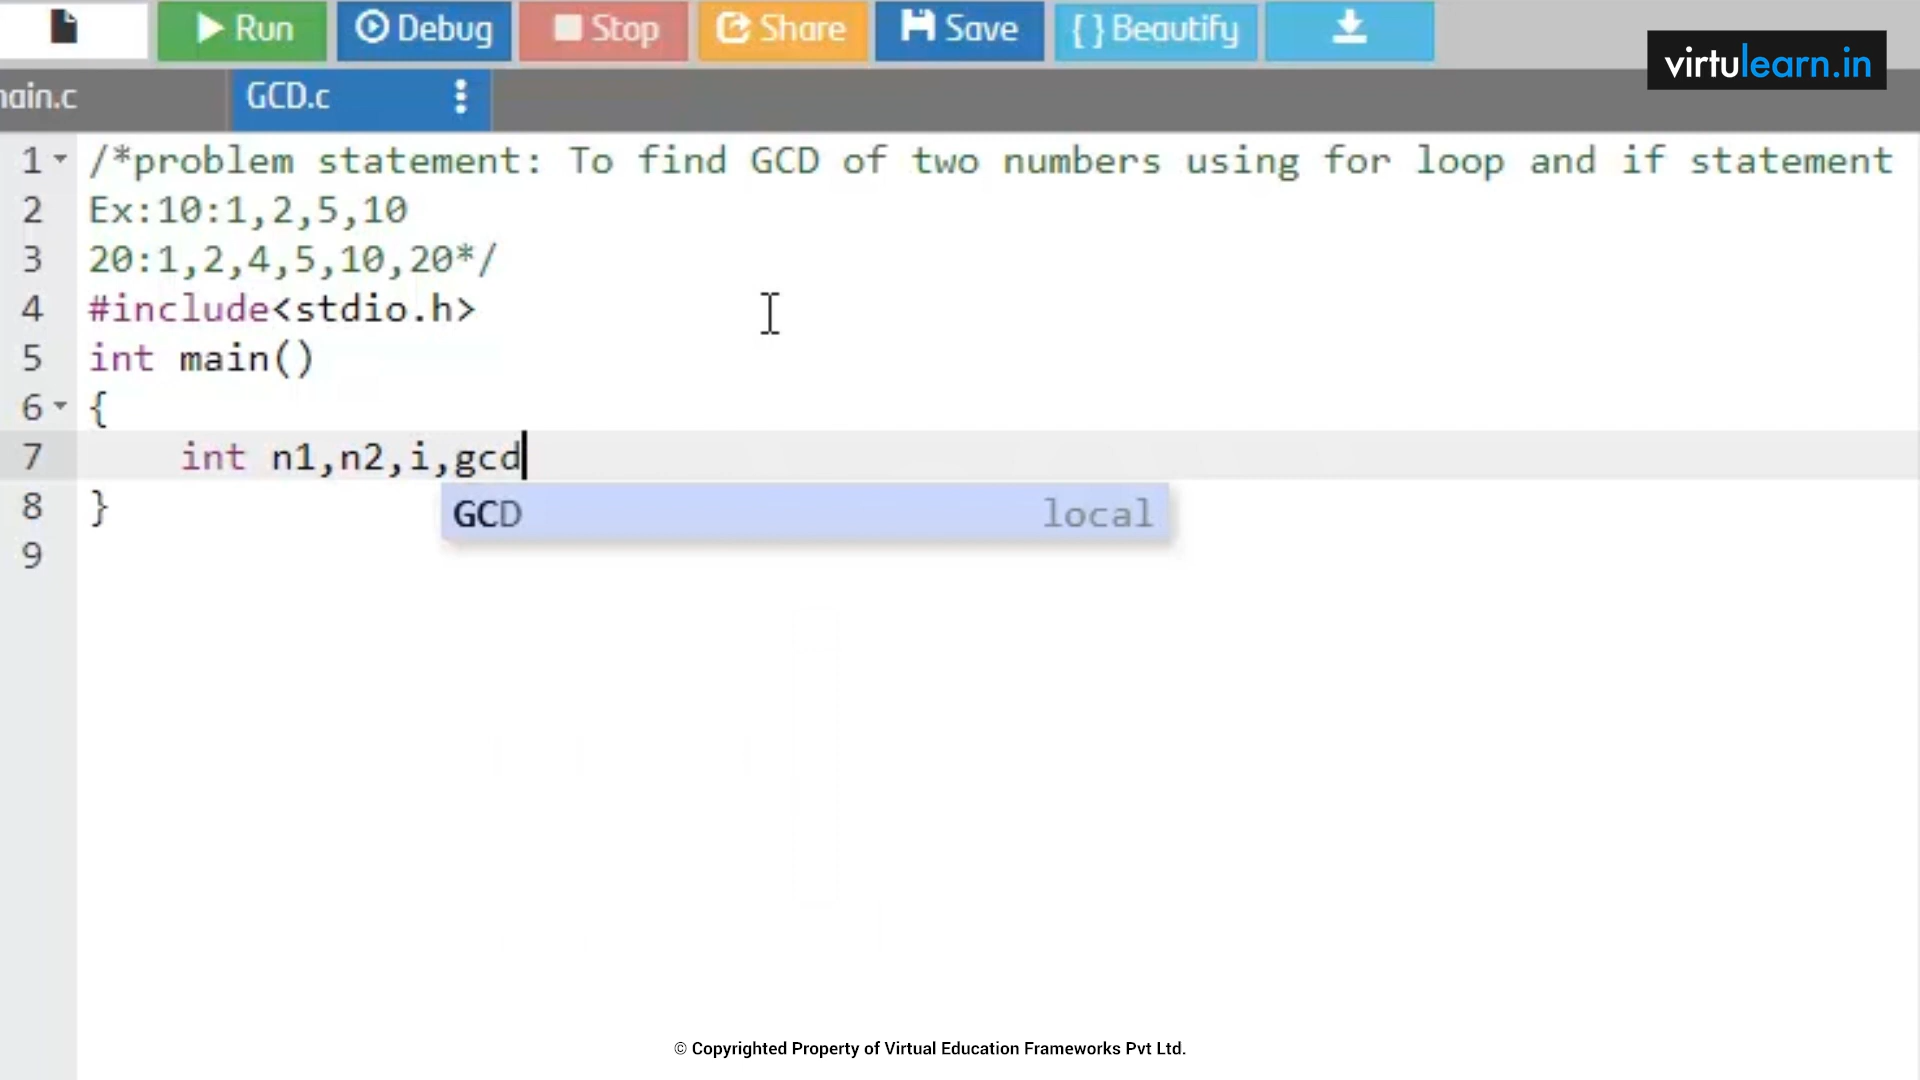 Run Debug Stop Share Save { } Beautify
virtulearn.in
main.c GCD.c
1 /*problem statement: To find GCD of two numbers using for loop and if statement
2 Ex:10:1,2,5,10
3 20:1,2,4,5,10,20*/
4 #include<stdio.h>
5 int main()
6 {
7 int n1,n2,i,gcd
GCD local
8 }
9
© Copyrighted Property of Virtual Education Frameworks Pvt Ltd.